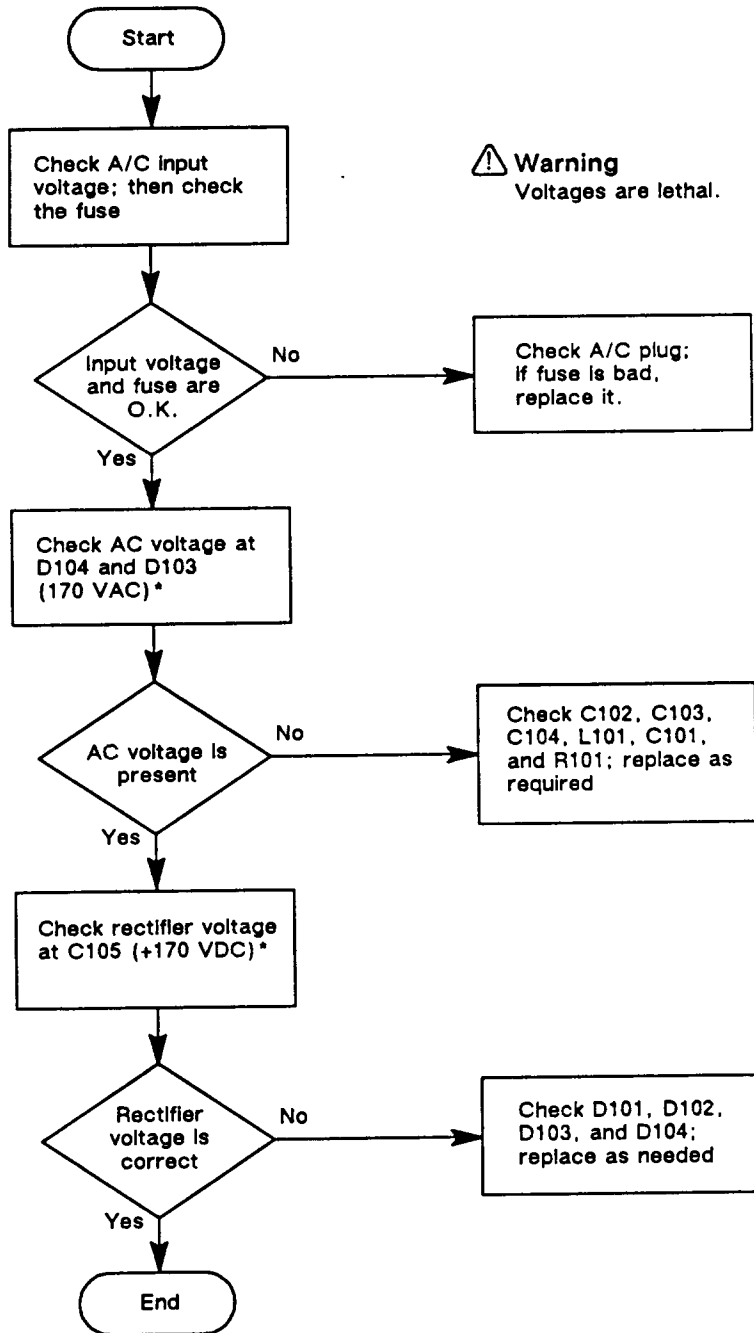 Start
Check A/C input
voltage; then check
the fuse
⚠ Warning
Voltages are lethal.
Input voltage
and fuse are
O.K.
No
Check A/C plug;
if fuse is bad,
replace it.
Yes
Check AC voltage at
D104 and D103
(170 VAC)*
AC voltage is
present
No
Check C102, C103,
C104, L101, C101,
and R101; replace as
required
Yes
Check rectifier voltage
at C105 (+170 VDC)*
Rectifier
voltage is
correct
No
Check D101, D102,
D103, and D104;
replace as needed
Yes
End